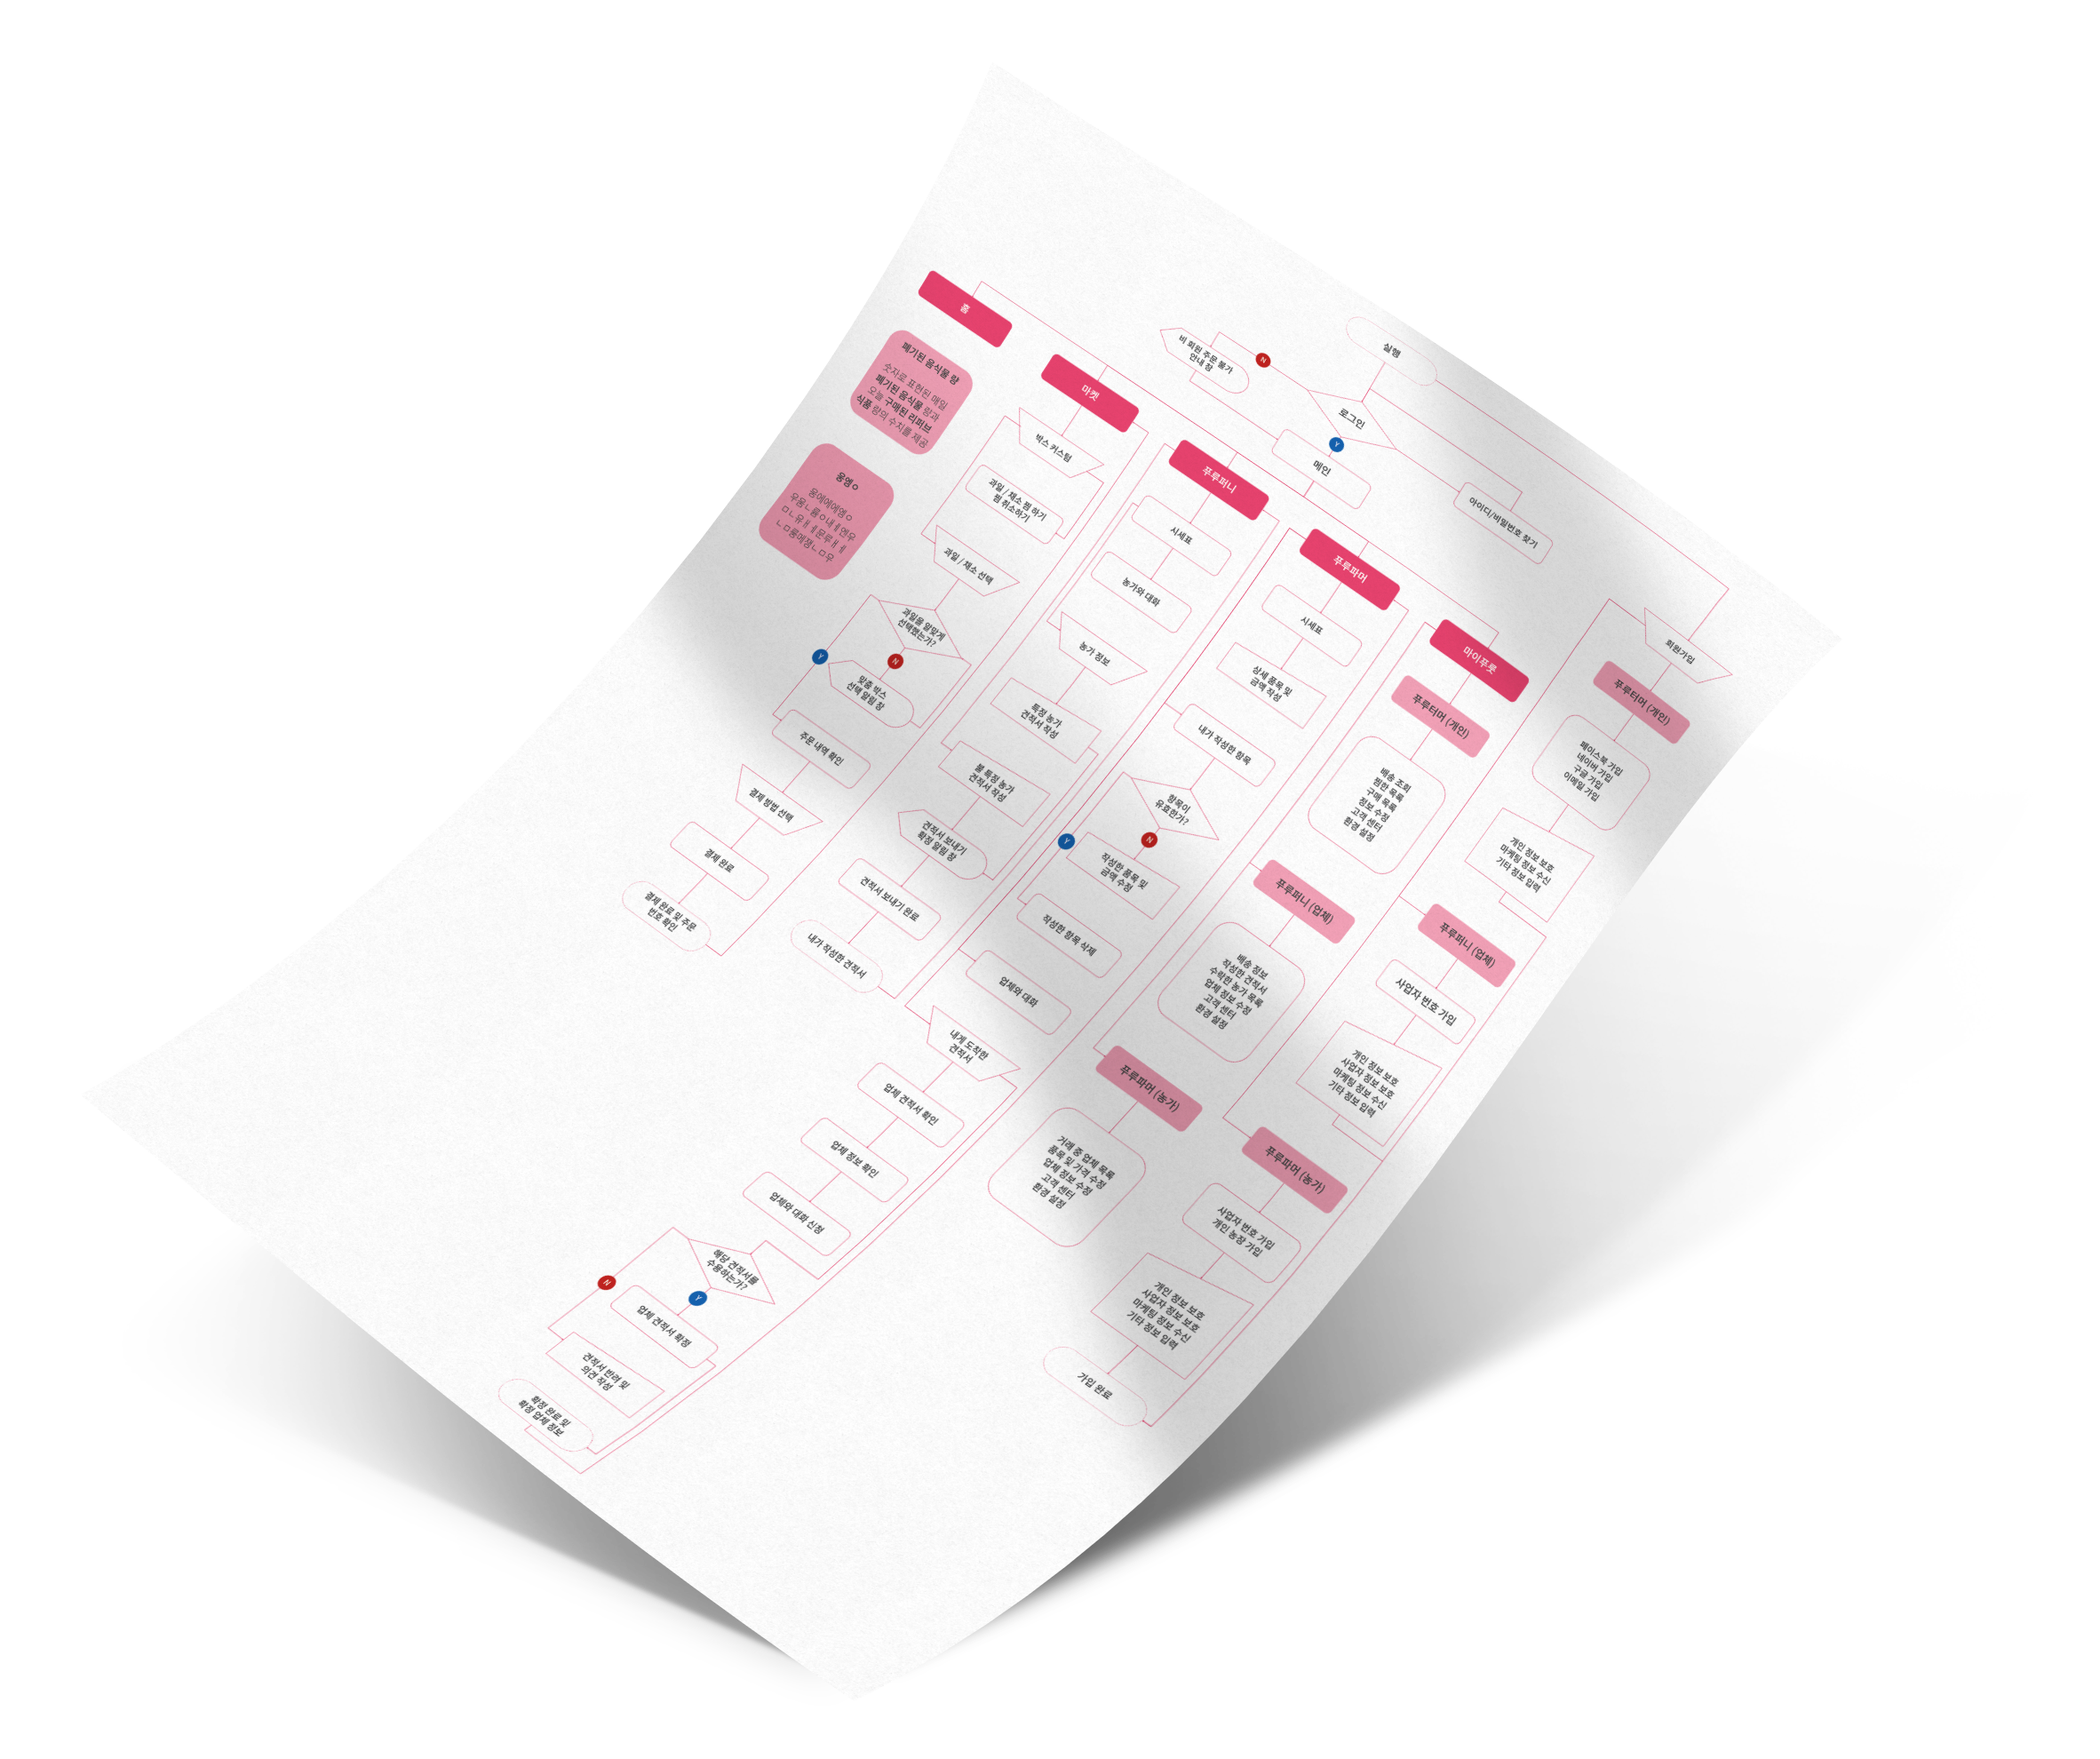 실행
로그인
N
비 회원 주문 불가
안내 창
Y
메인
아이디/비밀번호 찾기
홈
폐기된 음식물 량
숫자로 표현된 매일
폐기된 음식물 량과
오늘 구매된 리퍼브
식품 량의 수치를 제공
마켓
박스 커스텀
과일 / 채소 찜 하기
찜 취소하기
과일 / 채소 선택
과일을 알맞게
선택했는가?
Y
N
맞춤 박스
선택 알림 창
주문 내역 확인
결제 방법 선택
결제 완료
결제 완료 및 주문
번호 확인
푸루퍼니
시세표
농가와 대화
농가 정보
특정 농가
견적서 작성
불 특정 농가
견적서 작성
견적서 보내기
확정 알림 창
견적서 보내기 완료
내가 작성한 견적서
푸루파머
시세표
상세 품목 및
금액 작성
내가 작성한 항목
항목이
유효한가?
Y
N
작성한 품목 및
금액 수정
작성한 항목 삭제
업체와 대화
내게 도착한
견적서
업체 견적서 확인
업체 정보 확인
업체와 대화 신청
해당 견적서를
수용하는가?
N
Y
업체 견적서 확정
견적서 반려 및
의견 작성
확정 완료 및
확정 업체 정보
마이푸룻
푸루터머 (개인)
배송 조회
찜한 목록
구매 목록
정보 수정
고객 센터
환경 설정
푸루퍼니 (업체)
배송 정보
작성한 견적서
수락한 농가 목록
업체 정보 수정
고객 센터
환경 설정
푸루파머 (농가)
거래 중 업체 목록
품목 및 가격 수정
업체 정보 수정
고객 센터
환경 설정
회원가입
푸루터머 (개인)
페이스북 가입
네이버 가입
구글 가입
이메일 가입
개인 정보 보호
마케팅 정보 수신
기타 정보 입력
푸루퍼니 (업체)
사업자 번호 가입
개인 정보 보호
사업자 정보 보호
마케팅 정보 수신
기타 정보 입력
푸루파머 (농가)
사업자 번호 가입
개인 농장 가입
개인 정보 보호
사업자 정보 보호
마케팅 정보 수신
기타 정보 입력
가입 완료